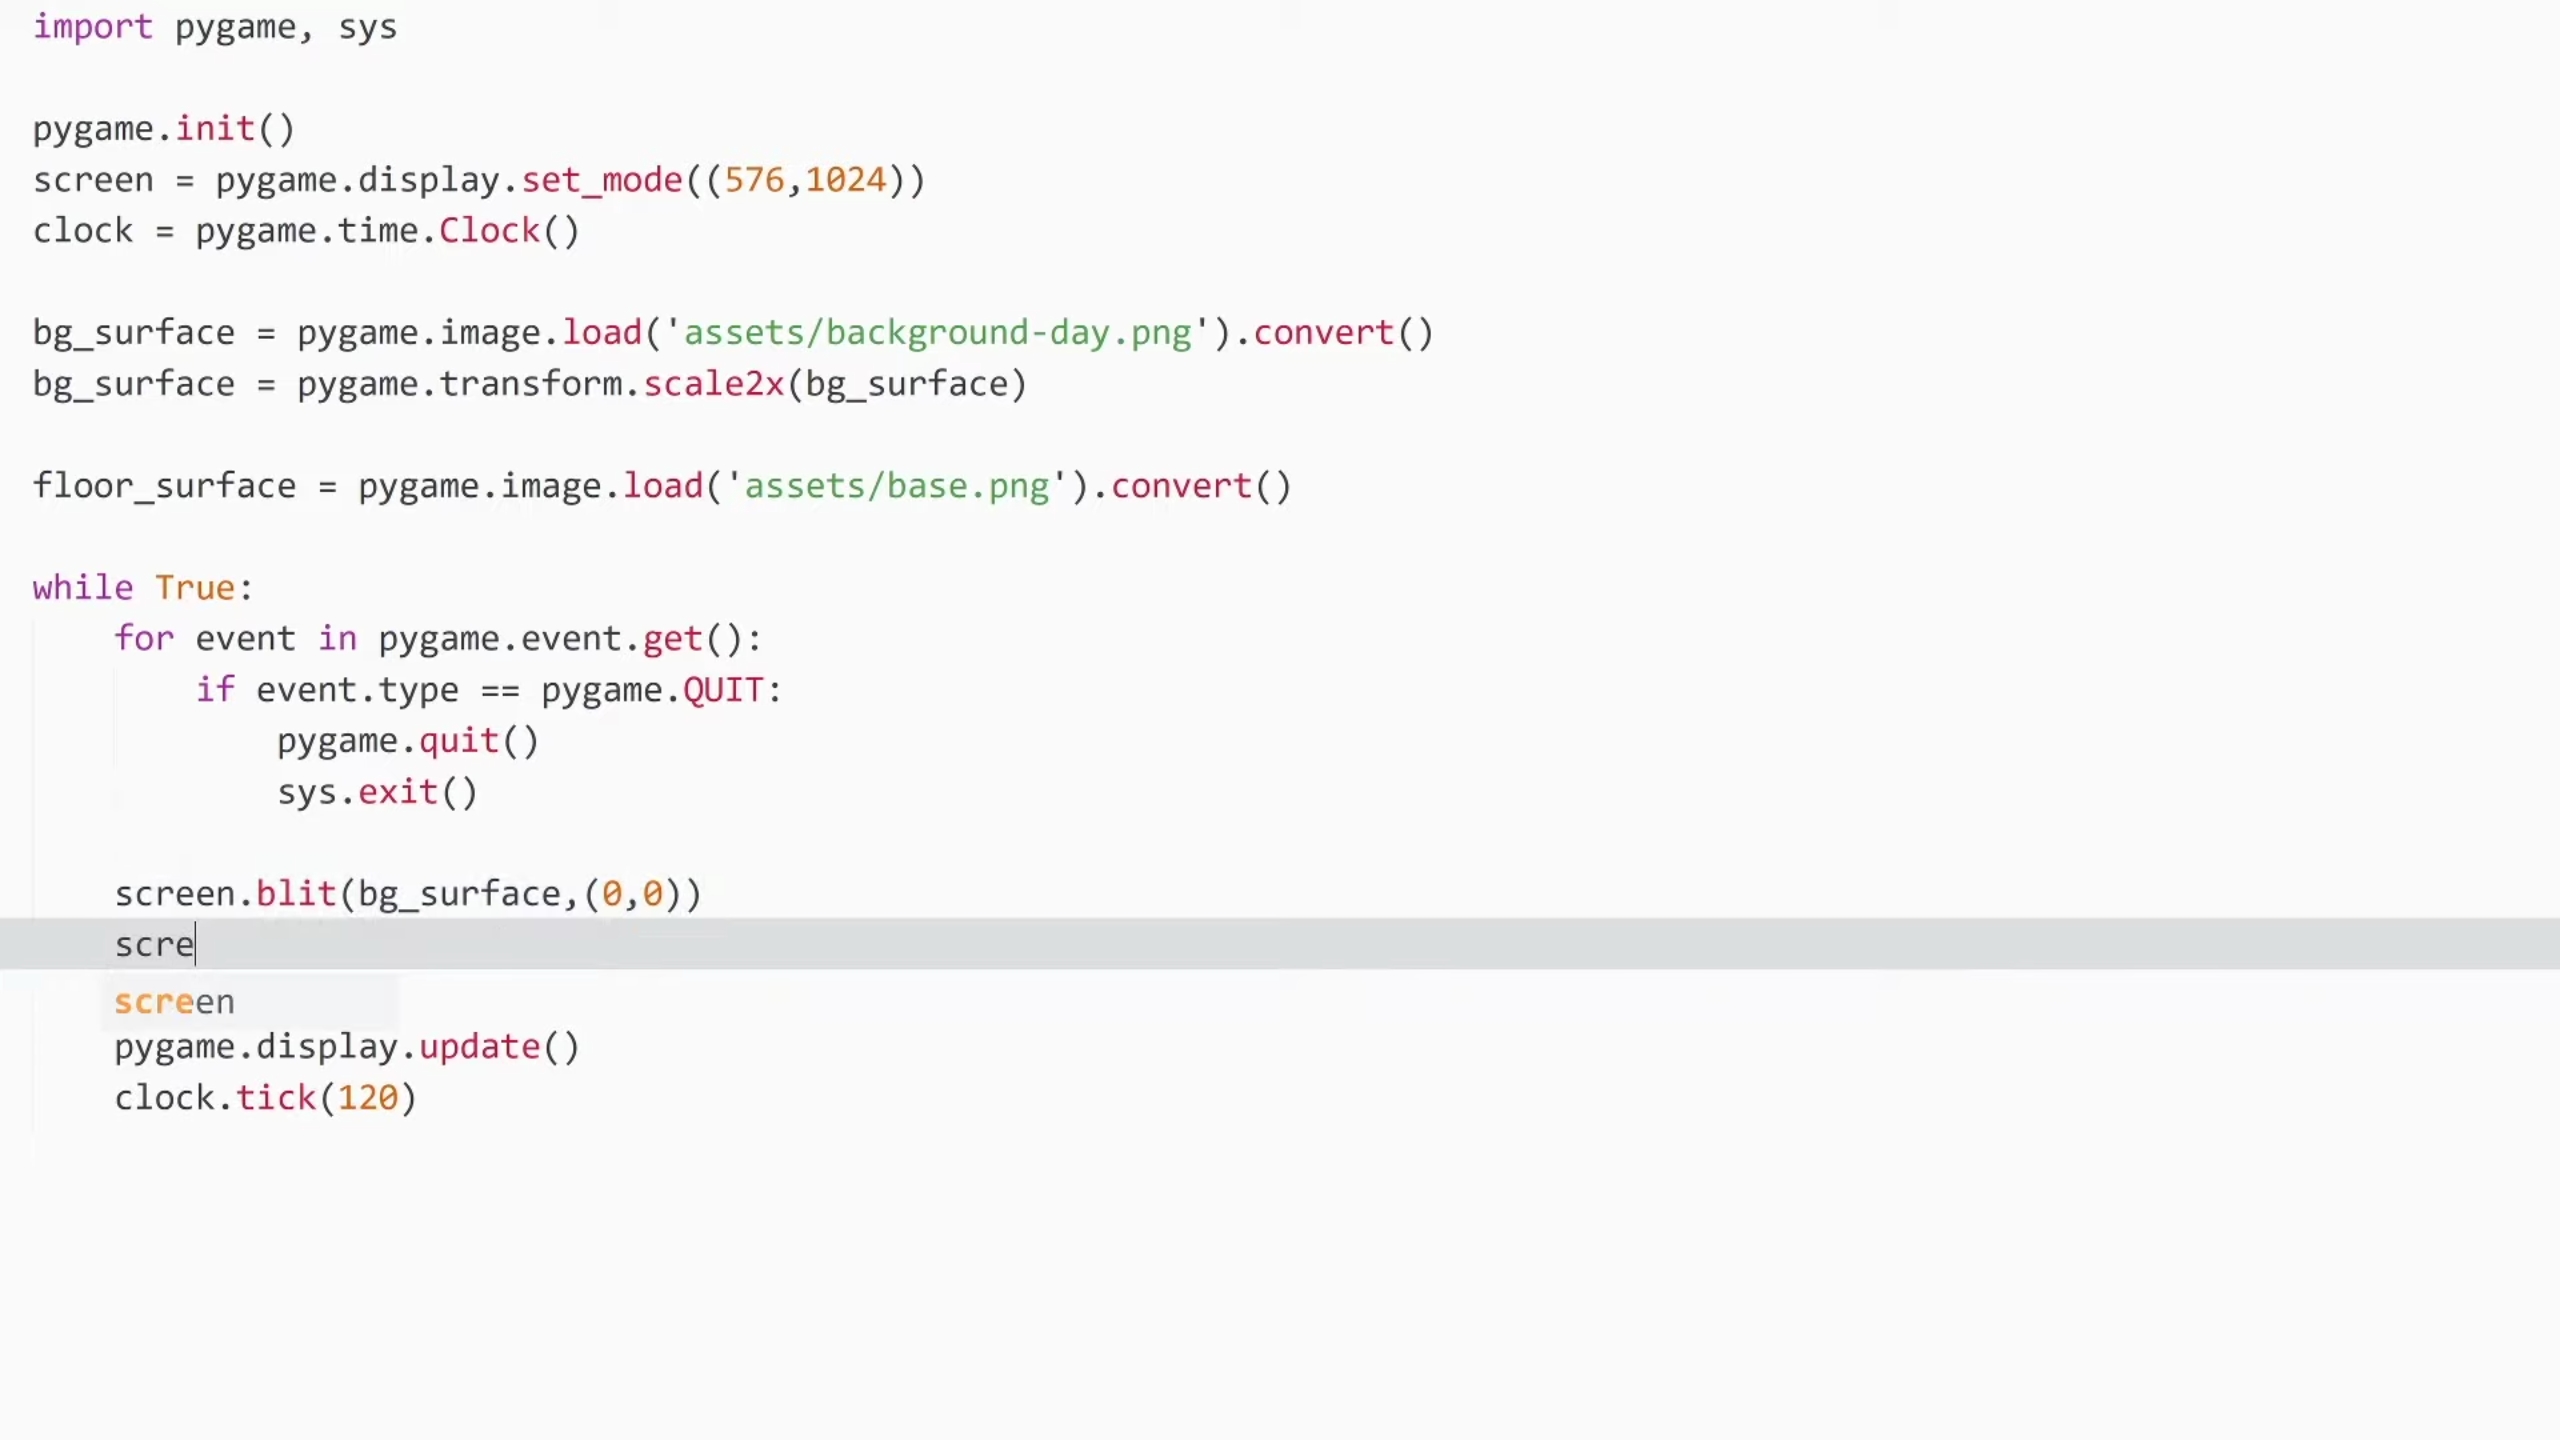 import pygame, sys
pygame.init()
screen = pygame.display.set_mode((576,1024))
clock = pygame.time.Clock()
bg_surface = pygame.image.load('assets/background-day.png').convert()
bg_surface = pygame.transform.scale2x(bg_surface)
floor_surface = pygame.image.load('assets/base.png').convert()
while True:
    for event in pygame.event.get():
        if event.type == pygame.QUIT:
            pygame.quit()
            sys.exit()
    screen.blit(bg_surface,(0,0))
    scre
    screen
    pygame.display.update()
    clock.tick(120)